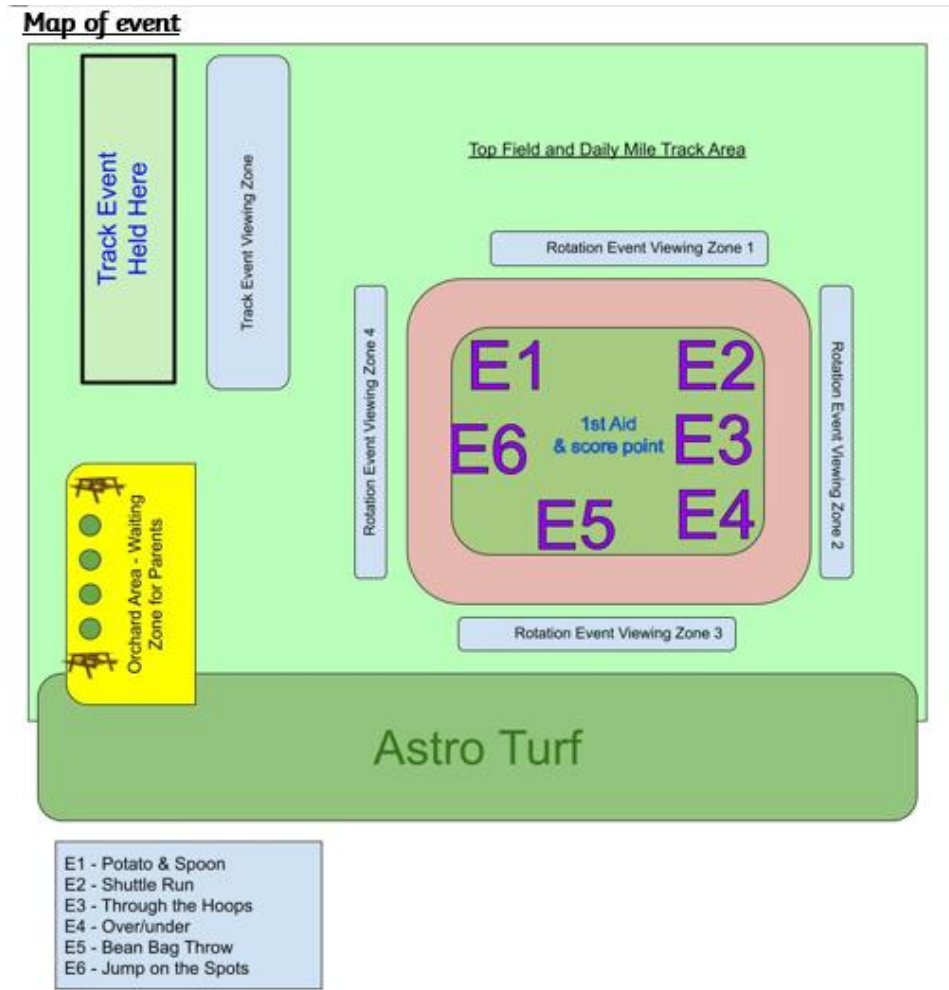 Map of event
Track Event
Held Here
Track Event Viewing Zone
Top Field and Daily Mile Track Area
Rotation Event Viewing Zone 1
Rotation Event Viewing Zone 4
E1
E2
1st Aid
& score point
E6
E3
E5
E4
Rotation Event Viewing Zone 2
Orchard Area - Waiting
Zone for Parents
Rotation Event Viewing Zone 3
Astro Turf
E1 - Potato & Spoon
E2 - Shuttle Run
E3 - Through the Hoops
E4 - Over/under
E5 - Bean Bag Throw
E6 - Jump on the Spots